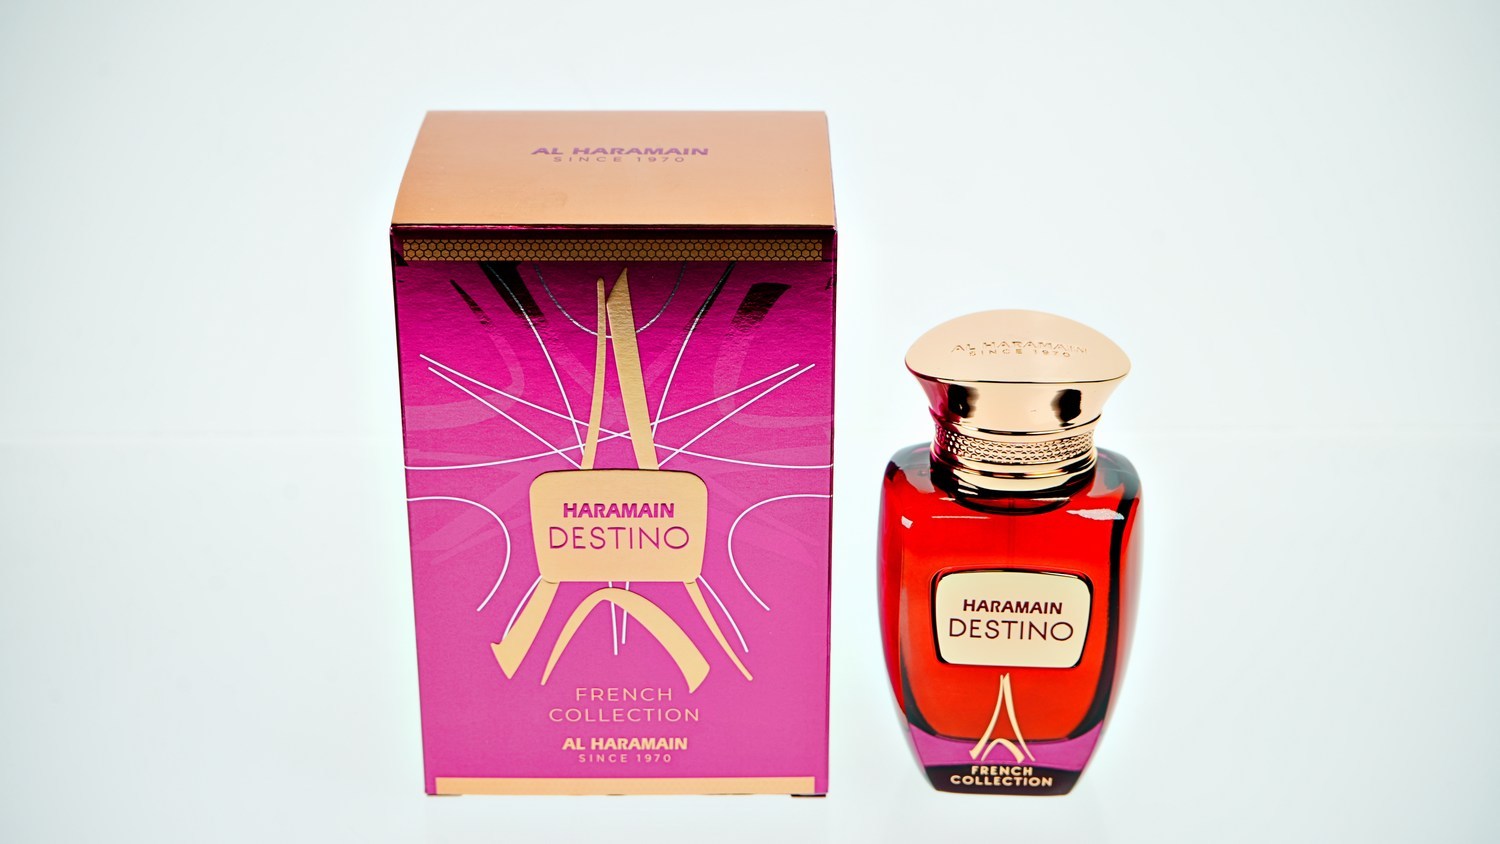 AL HARAMAIN
SINCE 1970
HARAMAIN
DESTINO
FRENCH
COLLECTION
AL HARAMAIN
SINCE 1970
AL HARAMAIN
SINCE 1970
HARAMAIN
DESTINO
FRENCH
COLLECTION